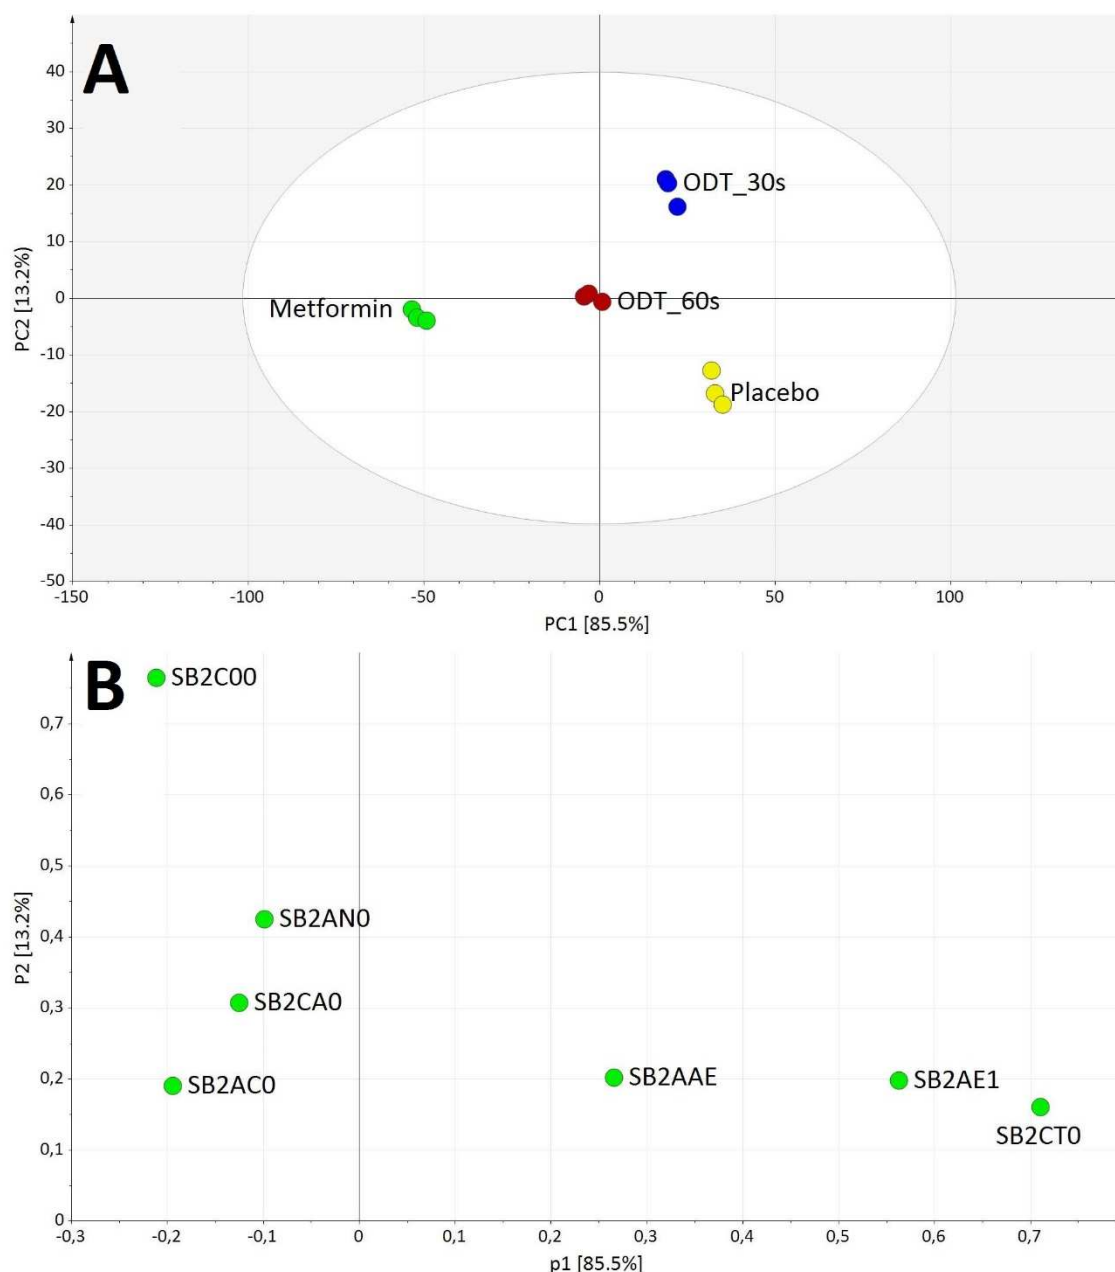 A
40
30
20
10
0
-10
-20
-30
-40
-50
PC2 [13.2%]
ODT_30s
Metformin
ODT_60s
Placebo
-150
-100
-50
0
50
100
PC1 [85.5%]
B
SB2C00
0,7
0,6
0,5
0,4
0,3
0,2
0,1
0
P2 [13.2%]
SB2AN0
SB2CA0
SB2AC0
SB2AAE
SB2AE1
SB2CT0
-0,3
-0,2
-0,1
0
0,1
0,2
0,3
0,4
0,5
0,6
0,7
p1 [85.5%]